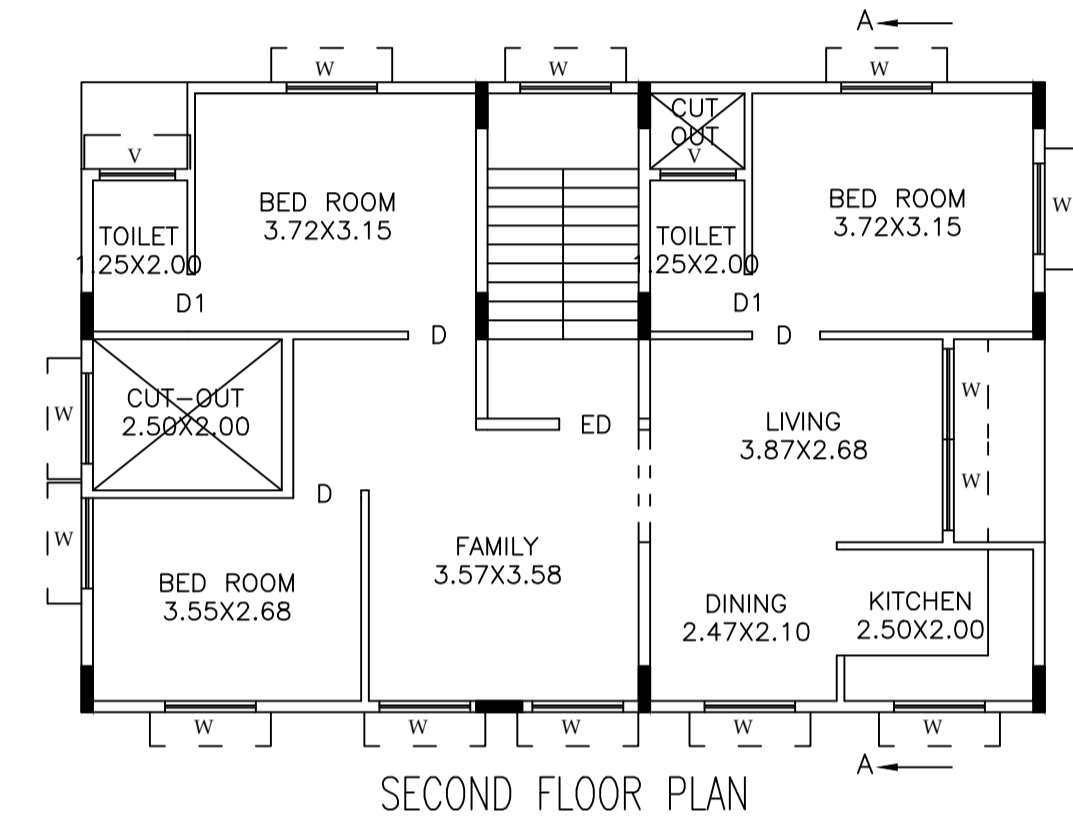 A
W
W
W
CUT
OUT
V
V
W
BED ROOM
3.72X3.15
BED ROOM
3.72X3.15
TOILET
1.25X2.00
TOILET
1.25X2.00
D1
D1
D
D
CUT-OUT
2.50X2.00
W
W
ED
LIVING
3.87X2.68
W
D
W
FAMILY
3.57X3.58
BED ROOM
3.55X2.68
DINING
2.47X2.10
KITCHEN
2.50X2.00
W
W
W
W
W
A
SECOND FLOOR PLAN